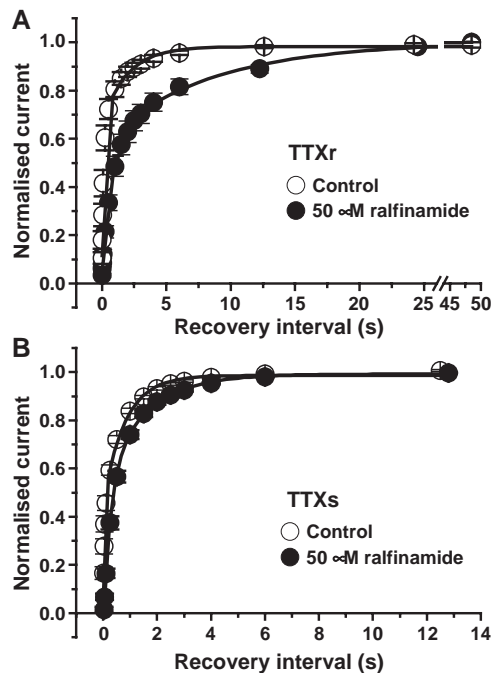 A
Normalised current
1.0
0.8
0.6
0.4
0.2
0.0
TTXr
Control
50 ∝M ralfinamide
0 5 10 15 20 25 45 50
Recovery interval (s)
B
Normalised current
1.0
0.8
0.6
0.4
0.2
0.0
TTXs
Control
50 ∝M ralfinamide
0 2 4 6 8 10 12 14
Recovery interval (s)